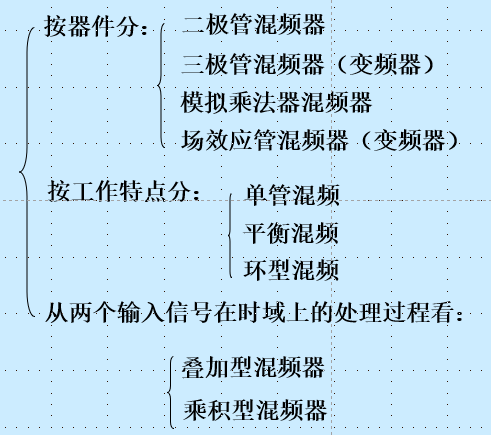 按器件分：
二极管混频器
三极管混频器（变频器）
模拟乘法器混频器
场效应管混频器（变频器）
按工作特点分：
单管混频
平衡混频
环型混频
从两个输入信号在时域上的处理过程看：
叠加型混频器
乘积型混频器